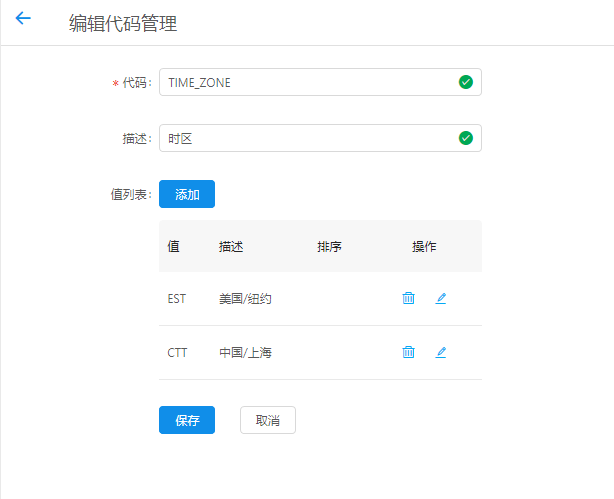 编辑代码管理
* 代码: TIME_ZONE
描述: 时区
值列表: 添加
值 描述 排序 操作
EST 美国/纽约
CTT 中国/上海
保存 取消